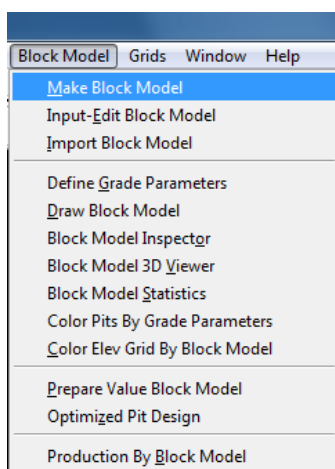 Block Model Grids Window Help
Make Block Model
Input-Edit Block Model
Import Block Model
Define Grade Parameters
Draw Block Model
Block Model Inspector
Block Model 3D Viewer
Block Model Statistics
Color Pits By Grade Parameters
Color Elev Grid By Block Model
Prepare Value Block Model
Optimized Pit Design
Production By Block Model